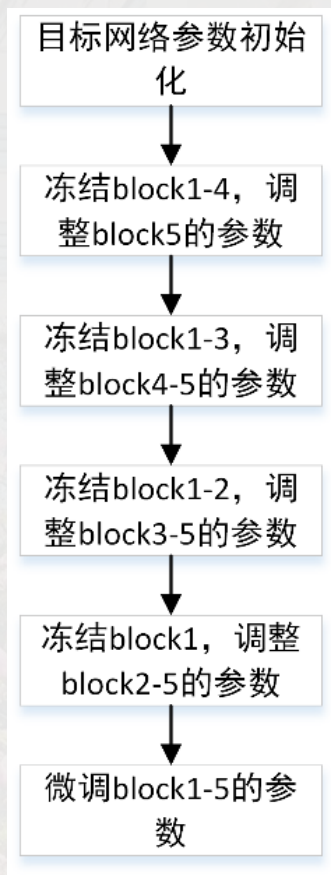 目标网络参数初始
化
冻结block1-4，调
整block5的参数
冻结block1-3，调
整block4-5的参数
冻结block1-2，调
整block3-5的参数
冻结block1，调整
block2-5的参数
微调block1-5的参
数